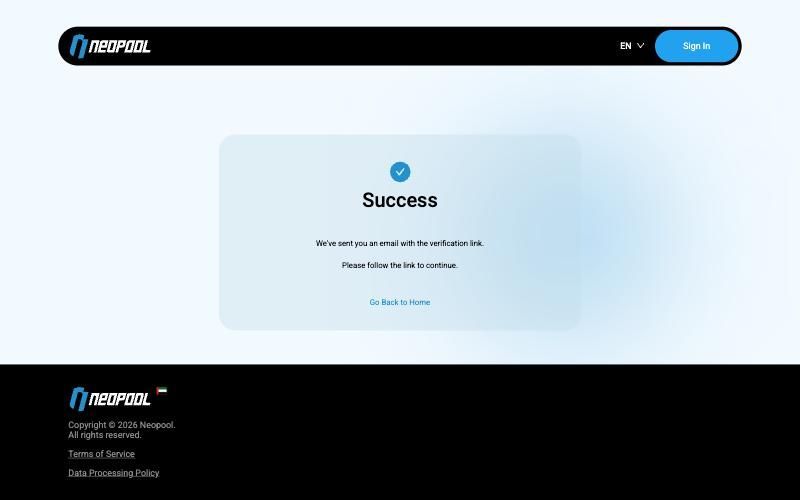 NEOPOOL
EN
Sign In
Success
We've sent you an email with the verification link.
Please follow the link to continue.
Go Back to Home
NEOPOOL
Copyright © 2026 Neopool.
All rights reserved.
Terms of Service
Data Processing Policy